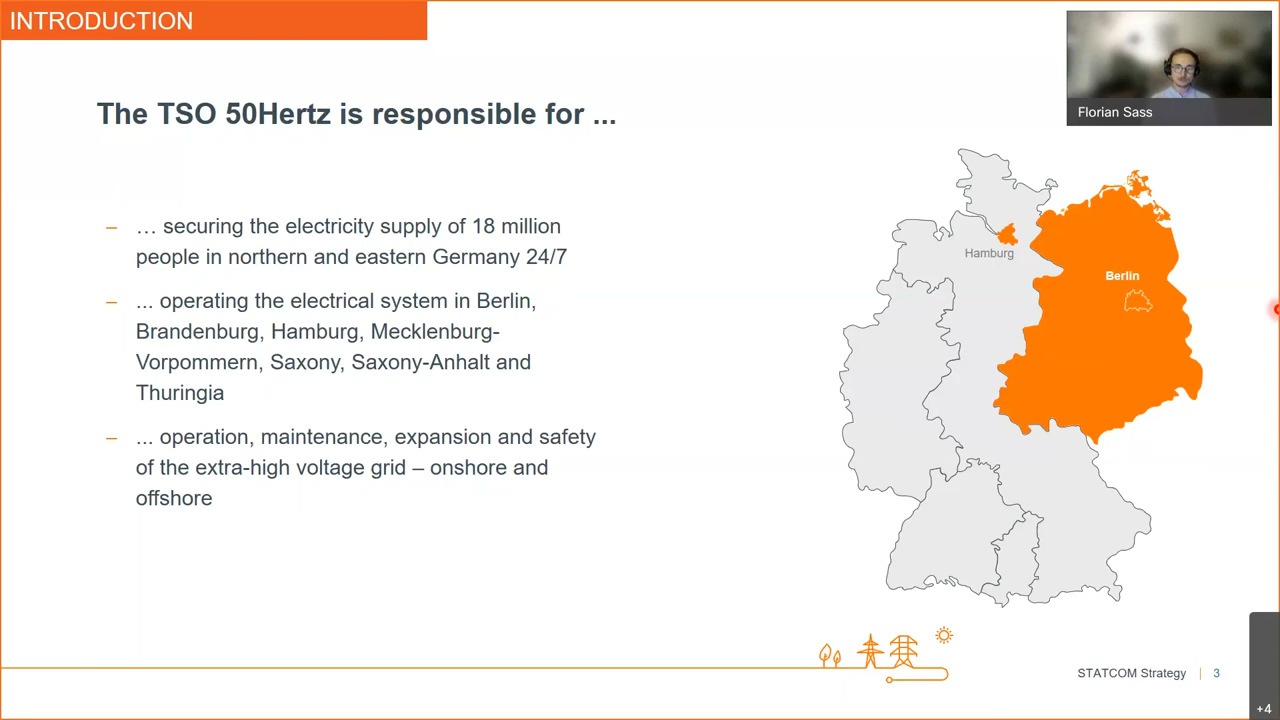 INTRODUCTION
Florian Sass
The TSO 50Hertz is responsible for ...
– … securing the electricity supply of 18 million
people in northern and eastern Germany 24/7
– ... operating the electrical system in Berlin,
Brandenburg, Hamburg, Mecklenburg-
Vorpommern, Saxony, Saxony-Anhalt and
Thuringia
– ... operation, maintenance, expansion and safety
of the extra-high voltage grid – onshore and
offshore
Hamburg
Berlin
STATCOM Strategy | 3
+4